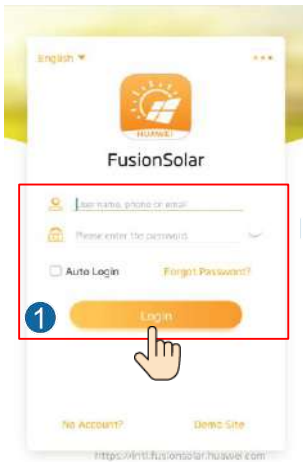 English
HUAWEI
FusionSolar
User name, phone or email
Please enter the password.
Auto Login Forgot Password?
1 Login
No Account? Demo Site
https://intl.fusionsolar.huawei.com